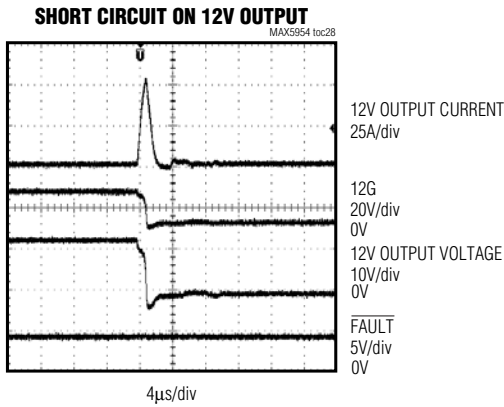 SHORT CIRCUIT ON 12V OUTPUT
MAX5954 toc28
T
12V OUTPUT CURRENT
25A/div
12G
20V/div
0V
12V OUTPUT VOLTAGE
10V/div
0V
FAULT
5V/div
0V
4µs/div